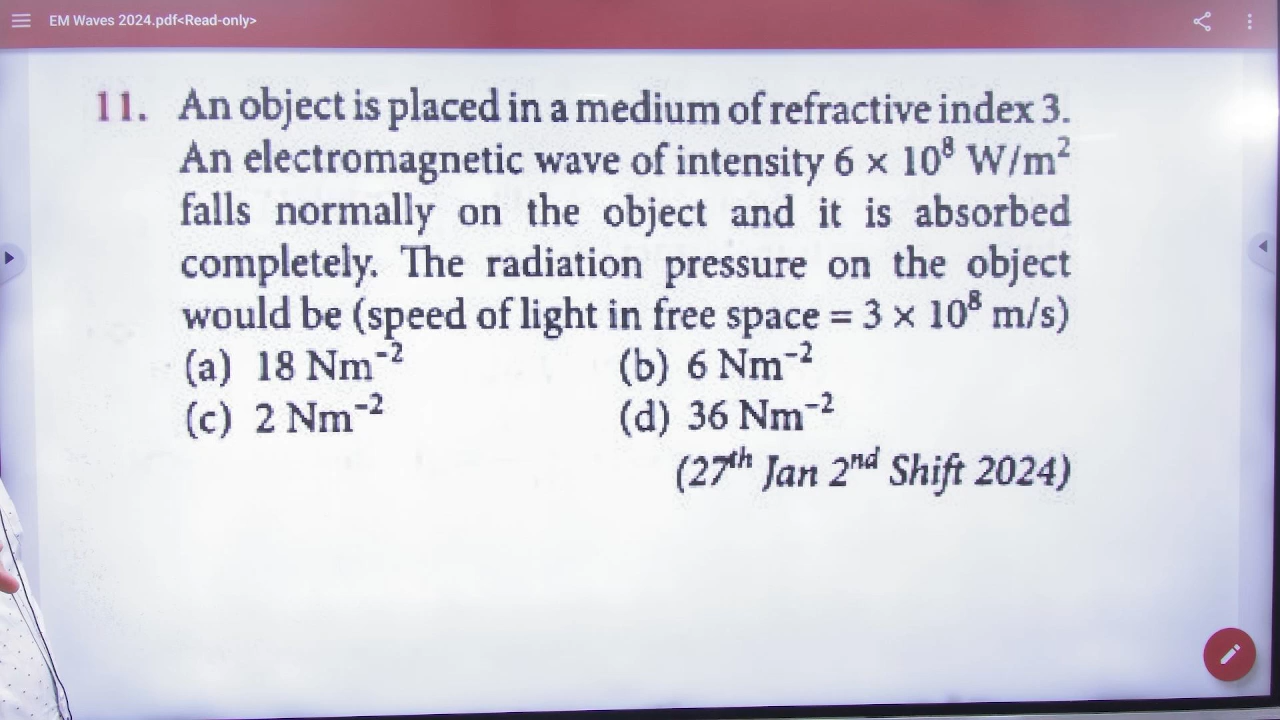 EM Waves 2024.pdf<Read-only>
11. An object is placed in a medium of refractive index 3.
An electromagnetic wave of intensity 6 × 10⁸ W/m²
falls normally on the object and it is absorbed
completely. The radiation pressure on the object
would be (speed of light in free space = 3 × 10⁸ m/s)
(a) 18 Nm⁻² (b) 6 Nm⁻²
(c) 2 Nm⁻² (d) 36 Nm⁻²
(27ᵗʰ Jan 2ⁿᵈ Shift 2024)